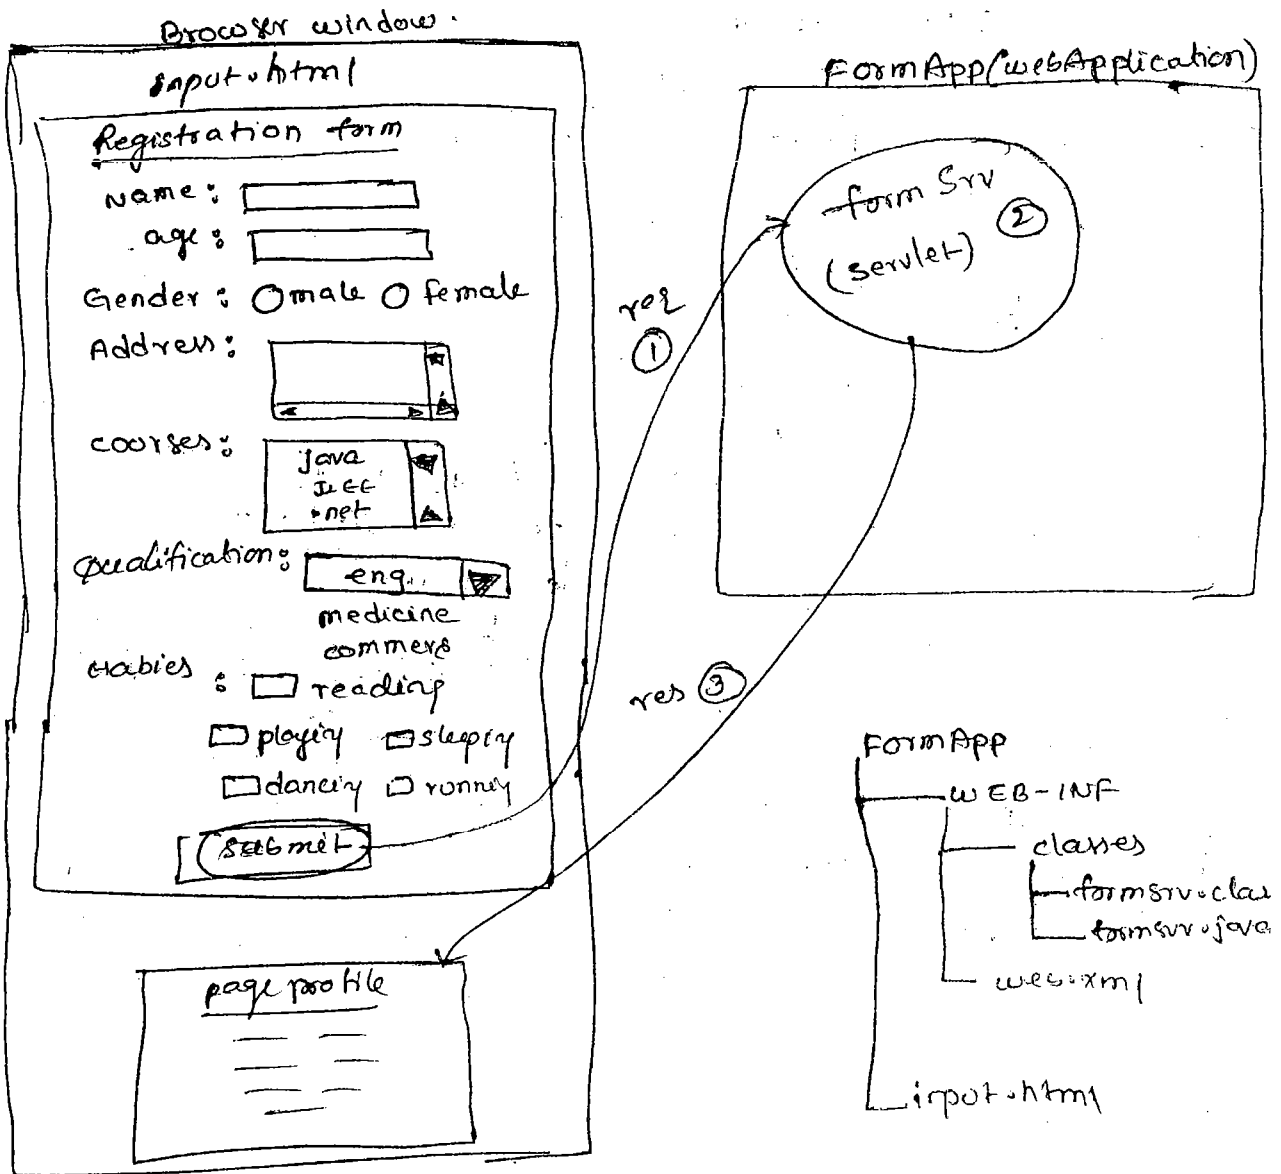 Browser window.
input.html
Registration form
name:
age:
Gender: male female
Address:
courses:
java
J2EE
.net
Qualification:
eng..
medicine
commers
Habies
: reading
playing sleeping
dancing running
submit
page profile
req
1
res 3
FormApp(webApplication)
form Srv
2
(servlet)
FormApp
WEB-INF
classes
formsrv.clas
formsrv.java
web.xml
input.html